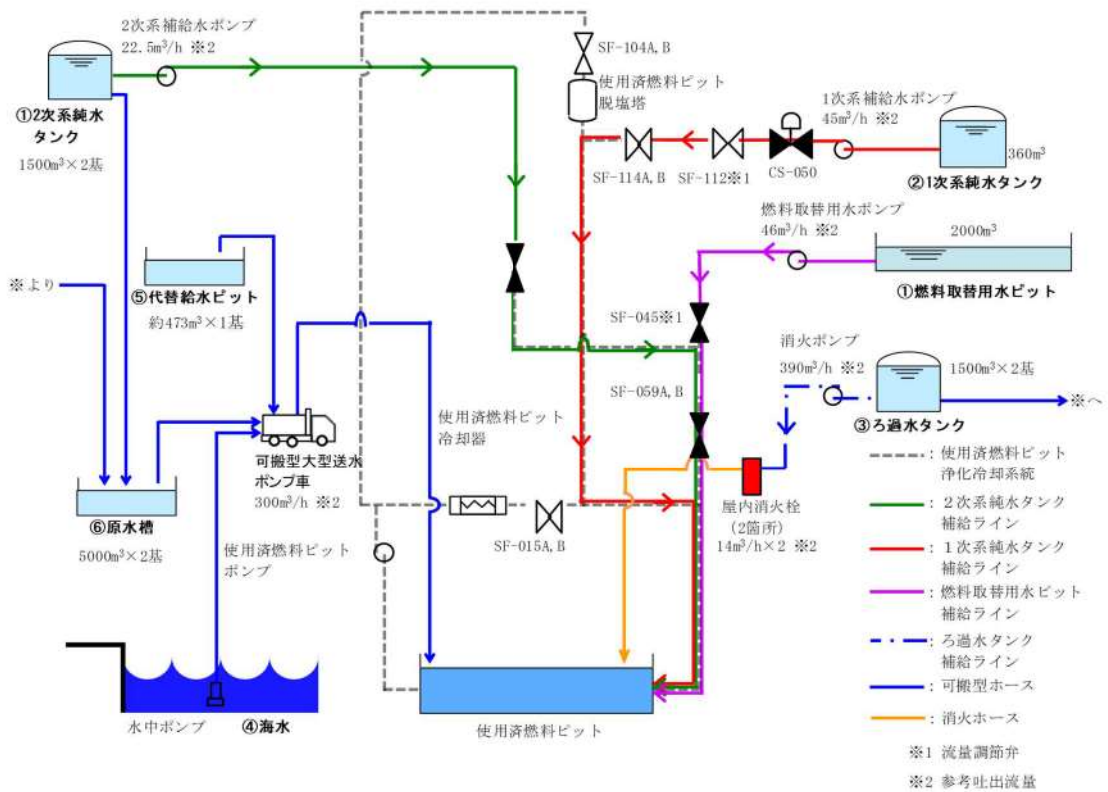 2次系補給水ポンプ
22.5m³/h ※2
①2次系純水
タンク
1500m³×2基
SF-104A,B
使用済燃料ピット
脱塩塔
1次系補給水ポンプ
45m³/h ※2
SF-114A,B
SF-112※1
CS-050
360m³
②1次系純水タンク
燃料取替用水ポンプ
46m³/h ※2
2000m³
①燃料取替用水ピット
※より
⑤代替給水ピット
約473m³×1基
SF-045※1
消火ポンプ
390m³/h ※2
1500m³×2基
※へ
③ろ過水タンク
SF-059A,B
使用済燃料ピット
冷却器
可搬型大型送水
ポンプ車
300m³/h ※2
⑥原水槽
5000m³×2基
使用済燃料ピット
ポンプ
SF-015A,B
屋内消火栓
(2箇所)
14m³/h×2 ※2
水中ポンプ
④海水
使用済燃料ピット
：使用済燃料ピット
浄化冷却系統
：２次系純水タンク
補給ライン
：１次系純水タンク
補給ライン
：燃料取替用水ピット
補給ライン
：ろ過水タンク
補給ライン
：可搬型ホース
：消火ホース
※1 流量調節弁
※2 参考吐出流量